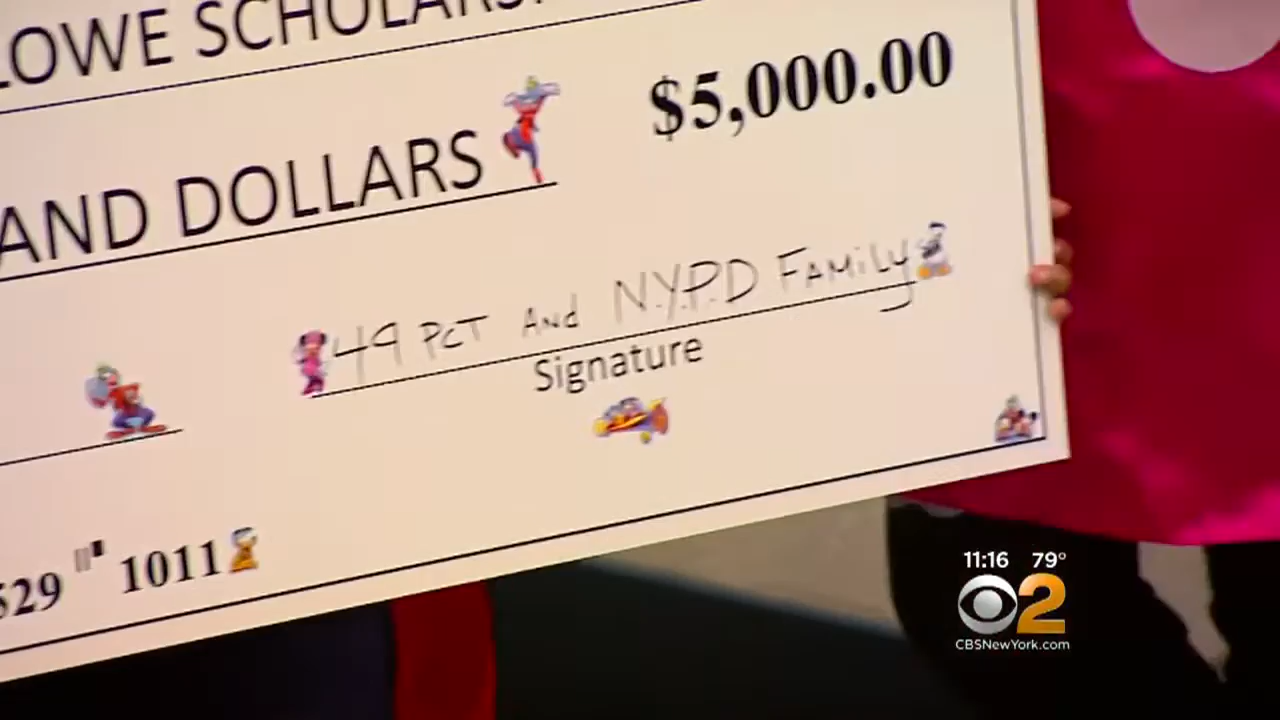 LOWE SCHOLARS
$5,000.00
AND DOLLARS
49 PCT And N.Y.P.D FAMiLy
Signature
529 " 1011
11:16 79°
2
CBSNewYork.com